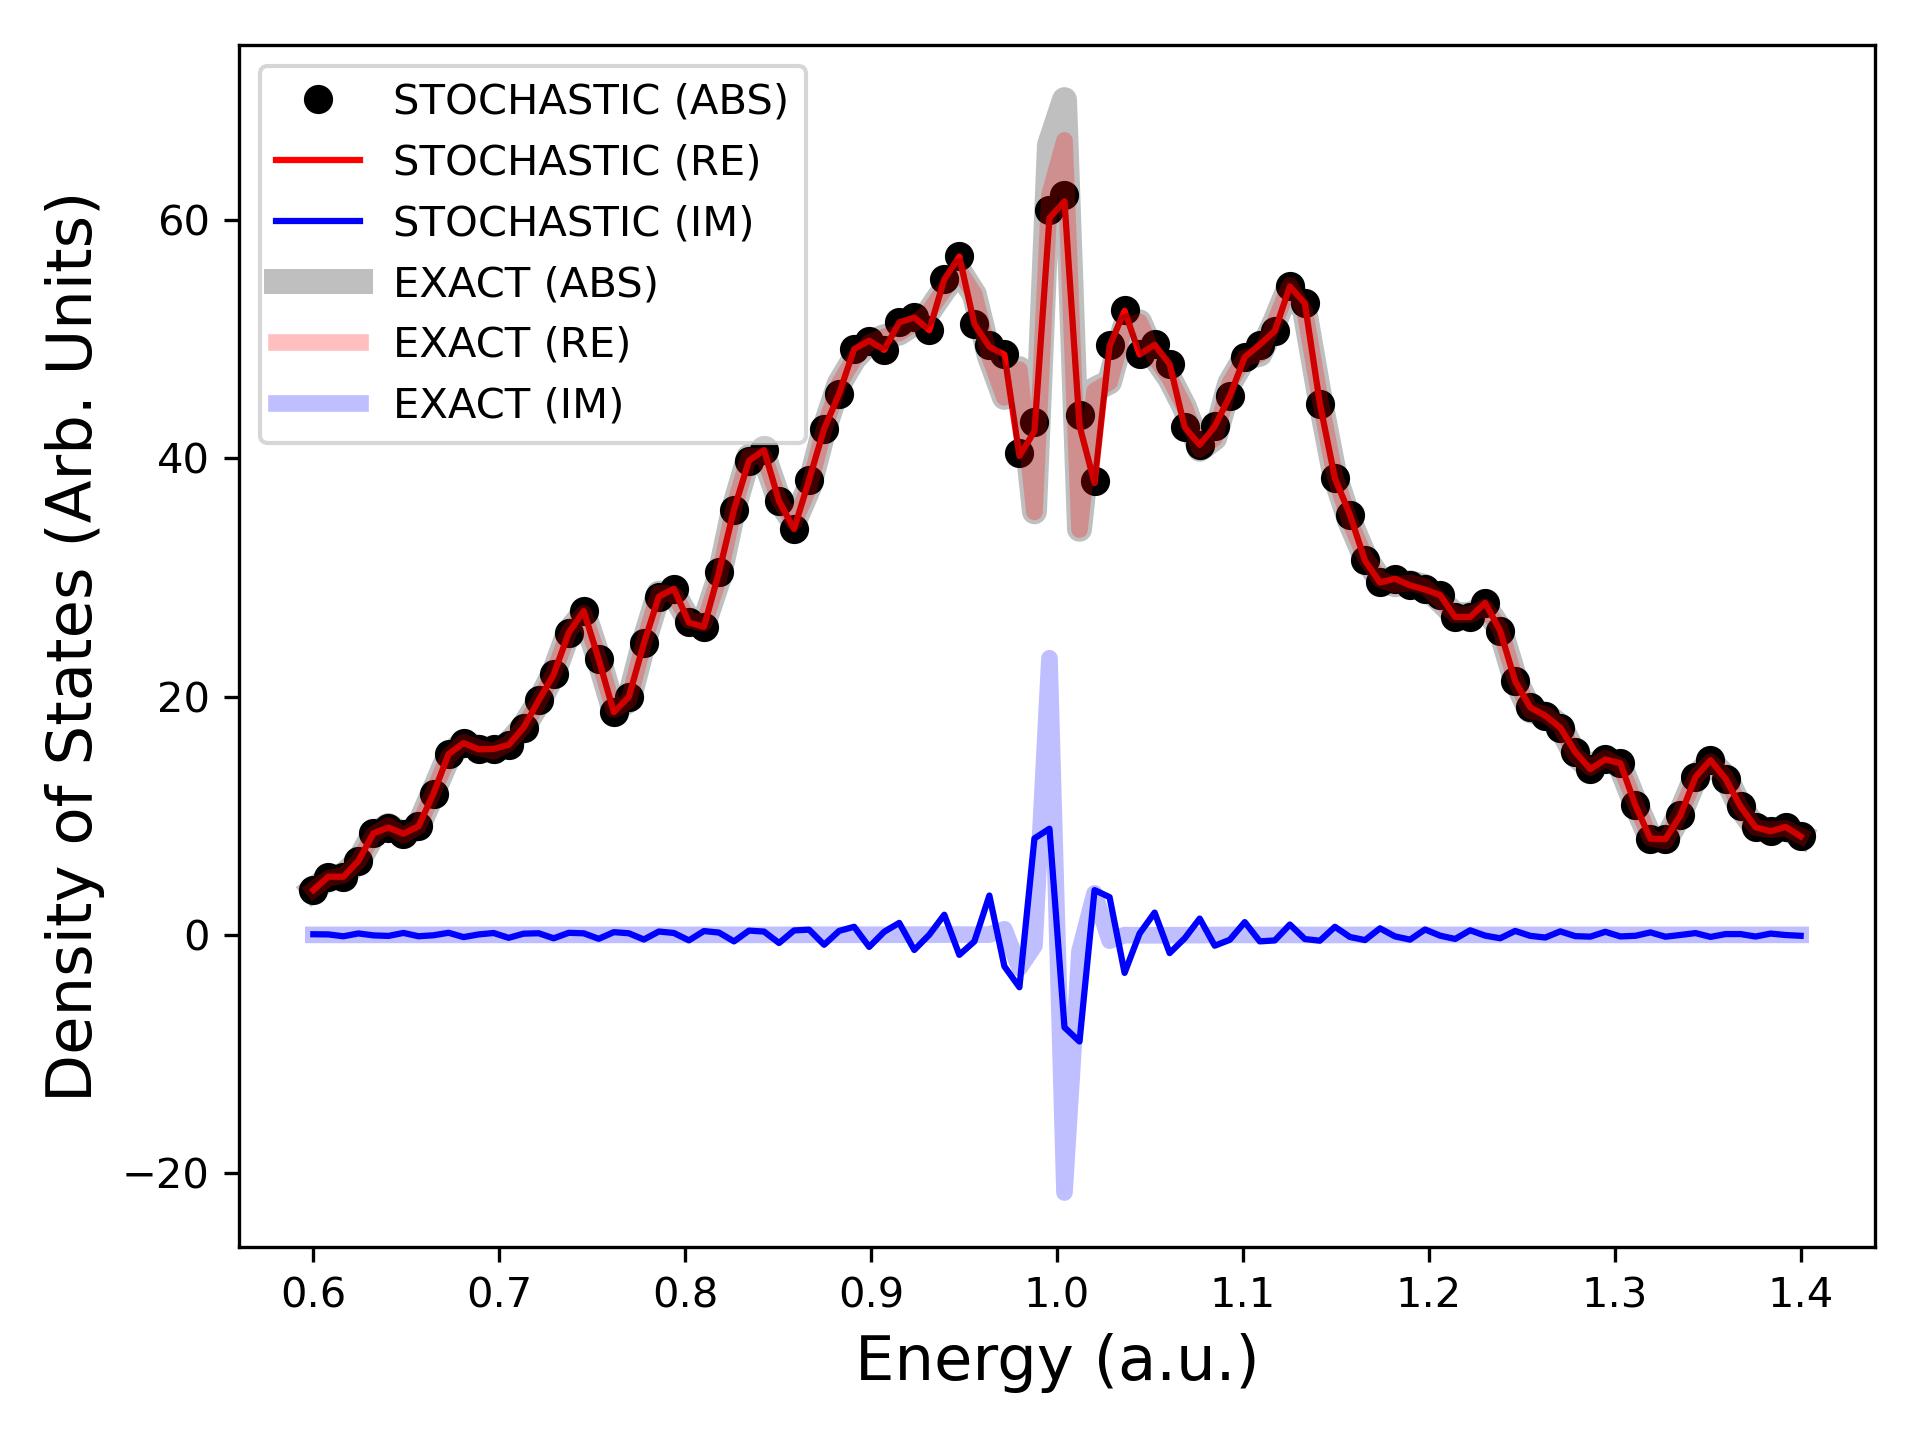 STOCHASTIC (ABS)
STOCHASTIC (RE)
STOCHASTIC (IM)
EXACT (ABS)
EXACT (RE)
EXACT (IM)
Density of States (Arb. Units)
60
40
20
0
−20
0.6 0.7 0.8 0.9 1.0 1.1 1.2 1.3 1.4
Energy (a.u.)